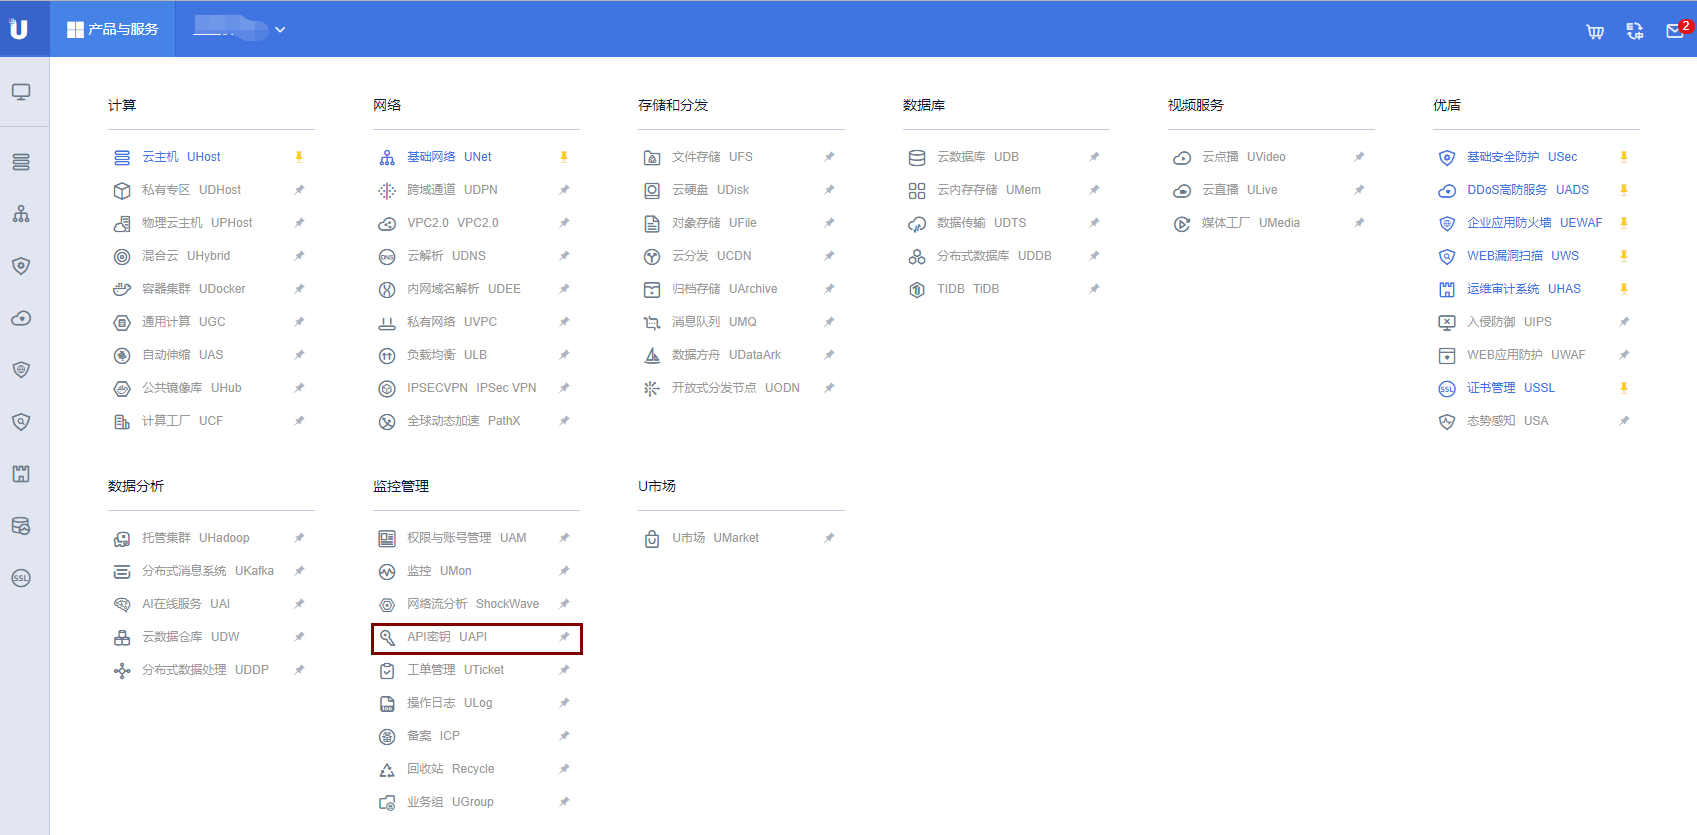 U 产品与服务 2
计算
云主机 UHost
私有专区 UDHost
物理云主机 UPHost
混合云 UHybrid
容器集群 UDocker
通用计算 UGC
自动伸缩 UAS
公共镜像库 UHub
计算工厂 UCF
网络
基础网络 UNet
跨域通道 UDPN
VPC2.0 VPC2.0
云解析 UDNS
内网域名解析 UDEE
私有网络 UVPC
负载均衡 ULB
IPSECVPN IPSec VPN
全球动态加速 PathX
存储和分发
文件存储 UFS
云硬盘 UDisk
对象存储 UFile
云分发 UCDN
归档存储 UArchive
消息队列 UMQ
数据方舟 UDataArk
开放式分发节点 UODN
数据库
云数据库 UDB
云内存存储 UMem
数据传输 UDTS
分布式数据库 UDDB
TIDB TiDB
视频服务
云点播 UVideo
云直播 ULive
媒体工厂 UMedia
优盾
基础安全防护 USec
DDoS高防服务 UADS
企业应用防火墙 UEWAF
WEB漏洞扫描 UWS
运维审计系统 UHAS
入侵防御 UIPS
WEB应用防护 UWAF
证书管理 USSL
态势感知 USA
数据分析
托管集群 UHadoop
分布式消息系统 UKafka
AI在线服务 UAI
云数据仓库 UDW
分布式数据处理 UDDP
监控管理
权限与账号管理 UAM
监控 UMon
网络流分析 ShockWave
API密钥 UAPI
工单管理 UTicket
操作日志 ULog
备案 ICP
回收站 Recycle
业务组 UGroup
U市场
U市场 UMarket
SSL